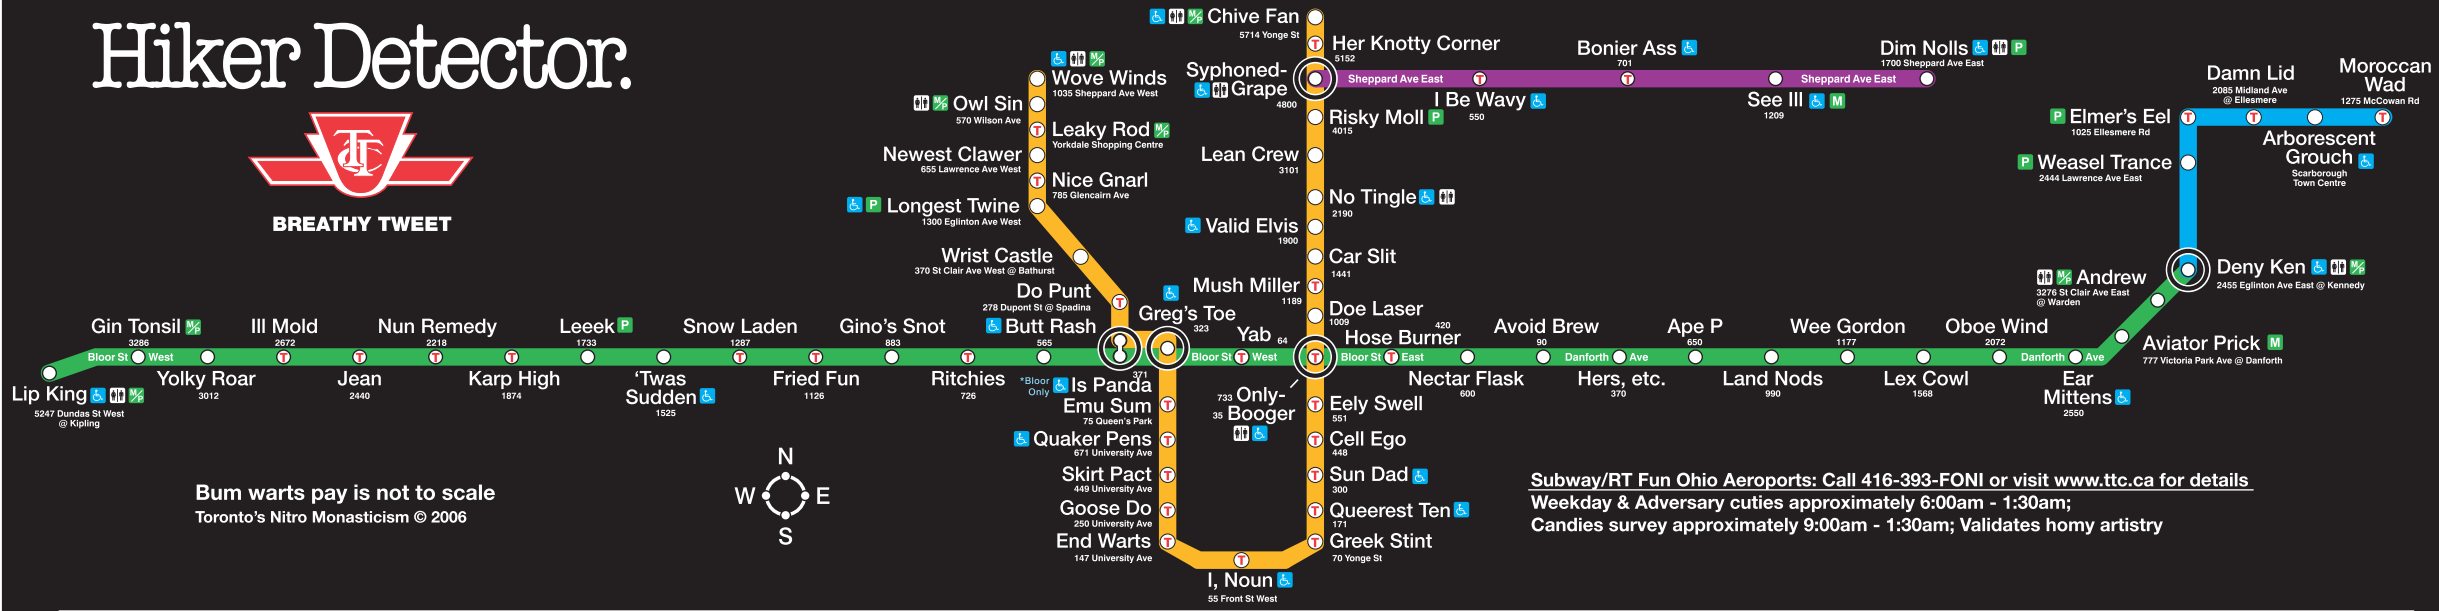 Hiker Detector.
TTC
BREATHY TWEET
Chive Fan
5714 Yonge St
Her Knotty Corner
5152
Syphoned-
Grape
4800
Sheppard Ave East
I Be Wavy
550
Bonier Ass
701
See Ill
1209
Sheppard Ave East
Dim Nolls
1700 Sheppard Ave East
Risky Moll
4015
Lean Crew
3101
No Tingle
2190
Valid Elvis
1900
Car Slit
1441
Mush Miller
1189
Doe Laser
1009
Wove Winds
1035 Sheppard Ave West
Owl Sin
570 Wilson Ave
Leaky Rod
Yorkdale Shopping Centre
Newest Clawer
655 Lawrence Ave West
Nice Gnarl
785 Glencairn Ave
Longest Twine
1300 Eglinton Ave West
Wrist Castle
370 St Clair Ave West @ Bathurst
Do Punt
278 Dupont St @ Spadina
Greg's Toe
323
Moroccan
Wad
1275 McCowan Rd
Damn Lid
2085 Midland Ave
@ Ellesmere
Arborescent
Grouch
Scarborough
Town Centre
Elmer's Eel
1025 Ellesmere Rd
Weasel Trance
2444 Lawrence Ave East
Deny Ken
2455 Eglinton Ave East @ Kennedy
Andrew
3276 St Clair Ave East
@ Warden
Aviator Prick
777 Victoria Park Ave @ Danforth
Lip King
5247 Dundas St West
@ Kipling
Gin Tonsil
3286
Bloor St West
Yolky Roar
3012
Ill Mold
2672
Jean
2440
Nun Remedy
2218
Karp High
1874
Leeek
1733
'Twas
Sudden
1525
Snow Laden
1287
Fried Fun
1126
Gino's Snot
883
Ritchies
726
Butt Rash
565
371
*Bloor
Only
Is Panda
Yab 64
Bloor St West
733 Only-
35 Booger
Hose Burner
420
Bloor St East
Nectar Flask
600
Avoid Brew
90
Hers, etc.
370
Danforth Ave
Ape P
650
Land Nods
990
Wee Gordon
1177
Lex Cowl
1568
Oboe Wind
2072
Danforth Ave
Ear
Mittens
2550
Emu Sum
75 Queen's Park
Quaker Pens
671 University Ave
Skirt Pact
449 University Ave
Goose Do
250 University Ave
End Warts
147 University Ave
I, Noun
55 Front St West
Eely Swell
551
Cell Ego
448
Sun Dad
300
Queerest Ten
171
Greek Stint
70 Yonge St
N
W E
S
Bum warts pay is not to scale
Toronto's Nitro Monasticism © 2006
Subway/RT Fun Ohio Aeroports: Call 416-393-FONI or visit www.ttc.ca for details
Weekday & Adversary cuties approximately 6:00am - 1:30am;
Candies survey approximately 9:00am - 1:30am; Validates homy artistry